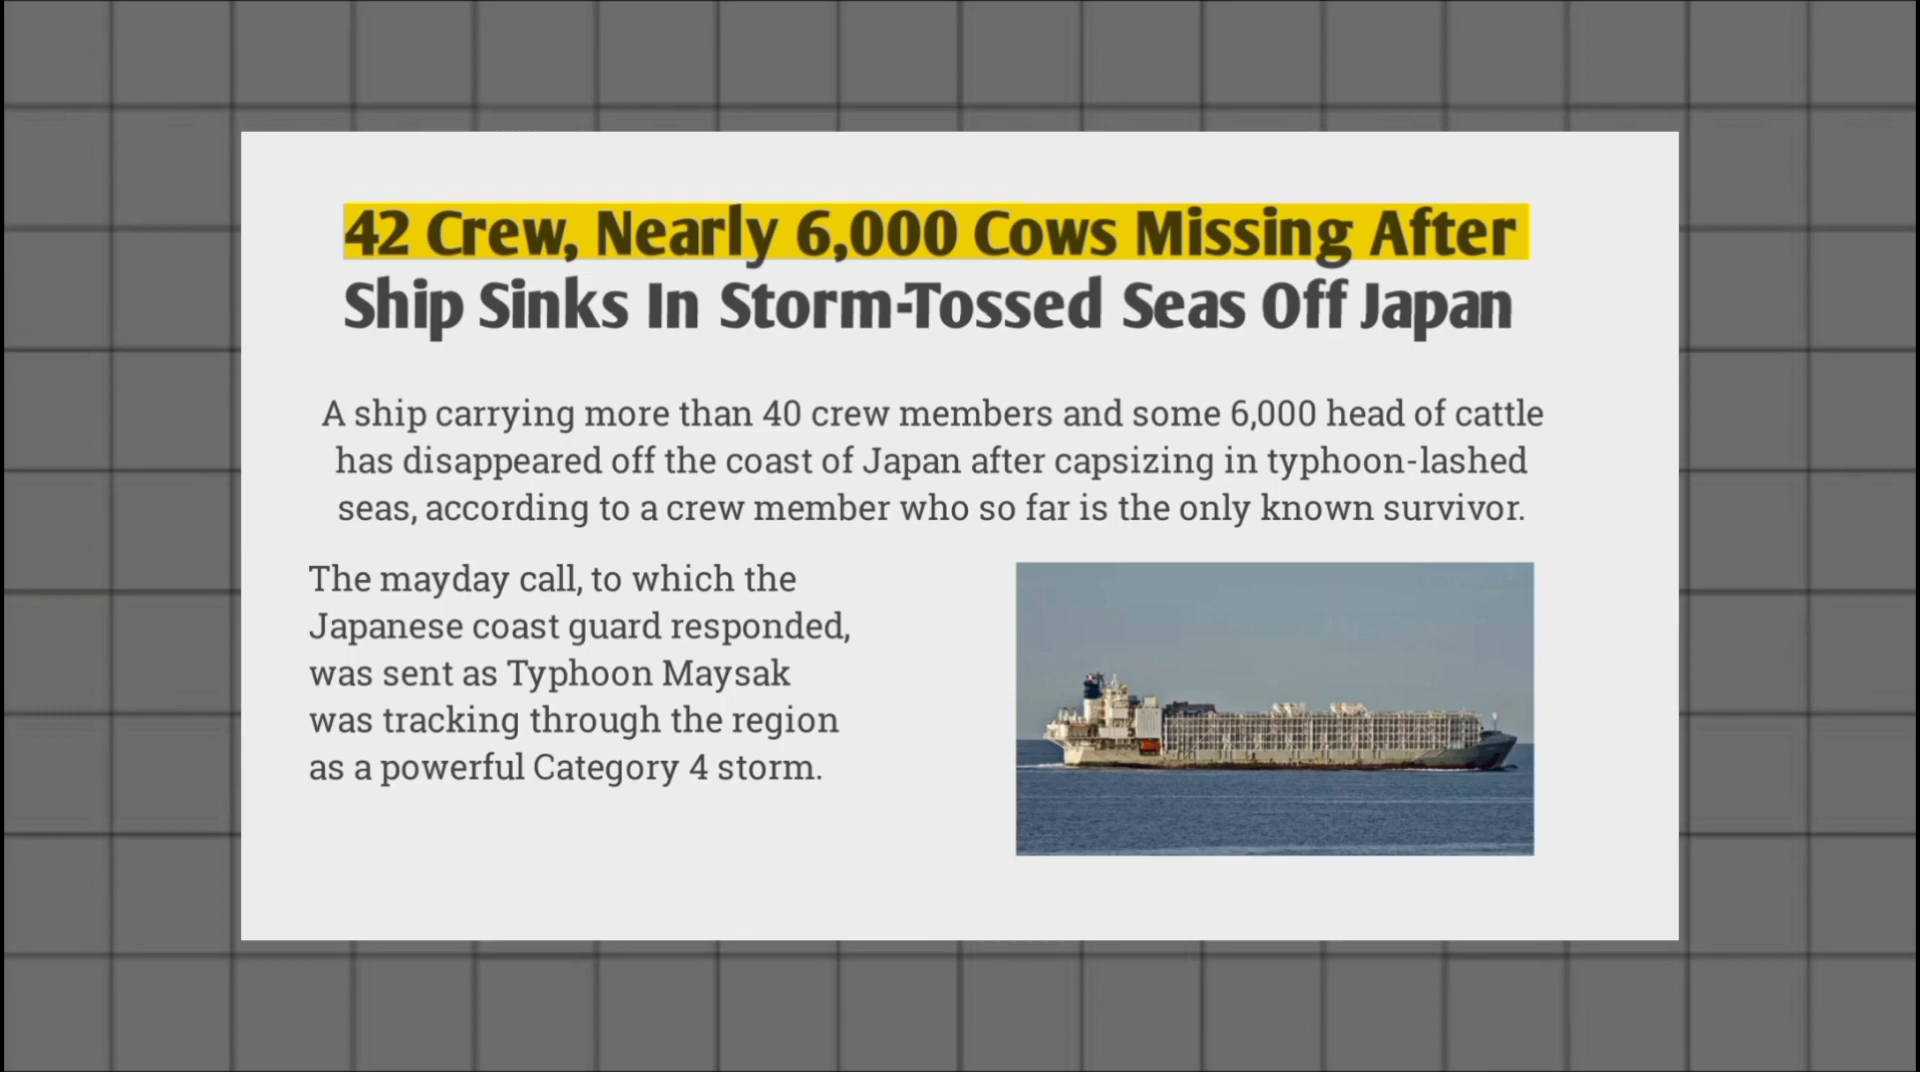 42 Crew, Nearly 6,000 Cows Missing After
Ship Sinks In Storm-Tossed Seas Off Japan
A ship carrying more than 40 crew members and some 6,000 head of cattle
has disappeared off the coast of Japan after capsizing in typhoon-lashed
seas, according to a crew member who so far is the only known survivor.
The mayday call, to which the
Japanese coast guard responded,
was sent as Typhoon Maysak
was tracking through the region
as a powerful Category 4 storm.